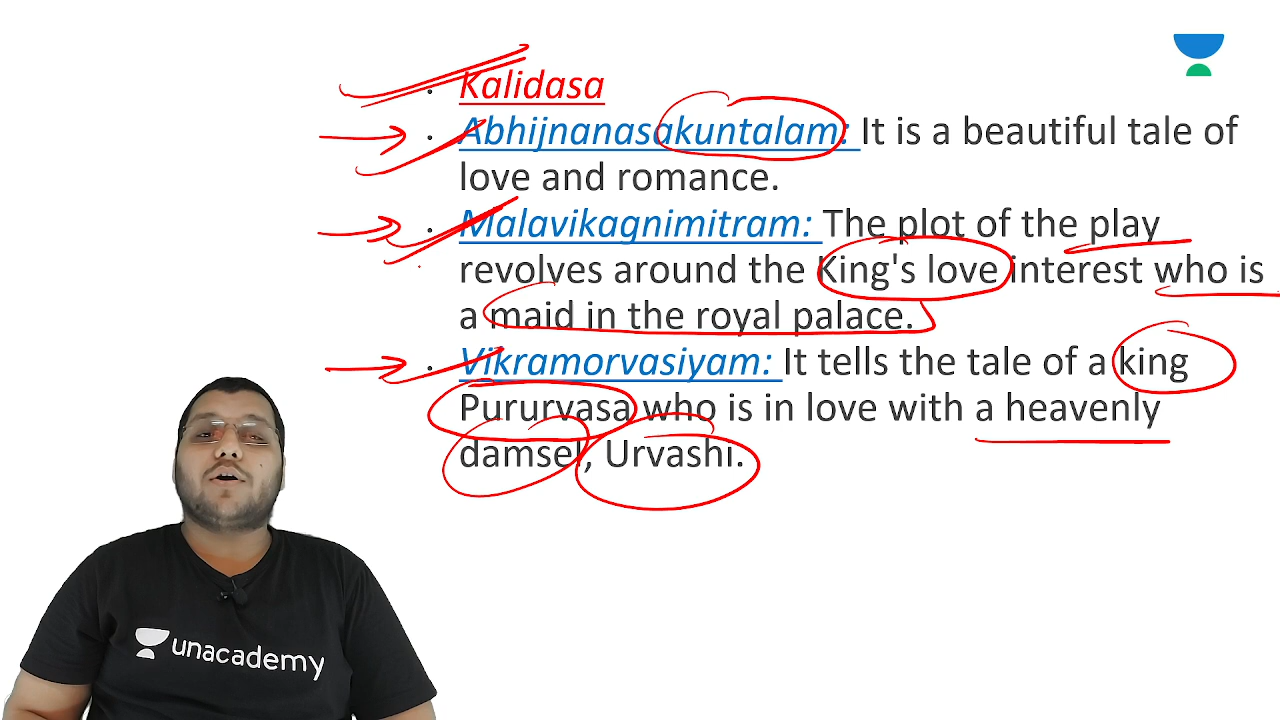 Kalidasa
Abhijnanasakuntalam: It is a beautiful tale of
love and romance.
Malavikagnimitram: The plot of the play
revolves around the King's love interest who is
a maid in the royal palace.
Vikramorvasiyam: It tells the tale of a king
Pururvasa who is in love with a heavenly
damsel, Urvashi.
unacademy